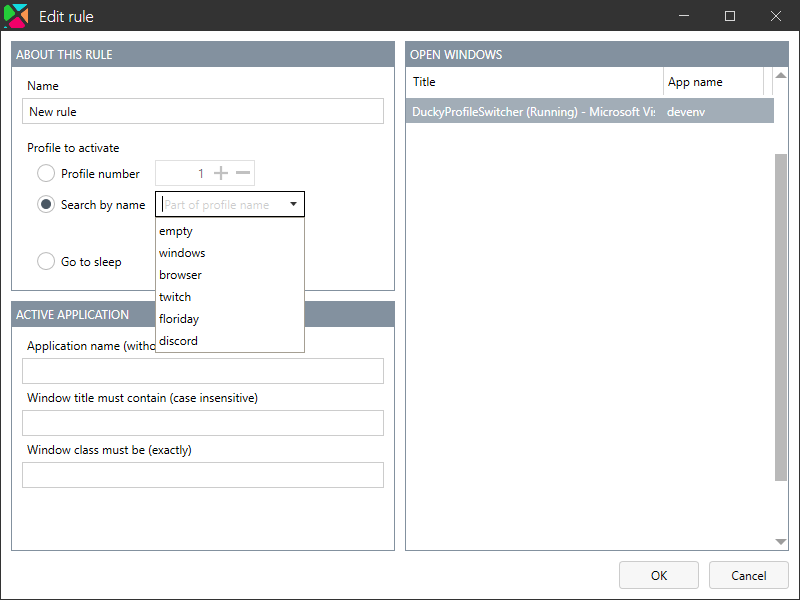 Edit rule
ABOUT THIS RULE
Name
New rule
Profile to activate
Profile number
1
Search by name
Part of profile name
empty
windows
browser
twitch
floriday
discord
Go to sleep
ACTIVE APPLICATION
Application name (witho
Window title must contain (case insensitive)
Window class must be (exactly)
OPEN WINDOWS
Title App name
DuckyProfileSwitcher (Running) - Microsoft Vis devenv
OK Cancel